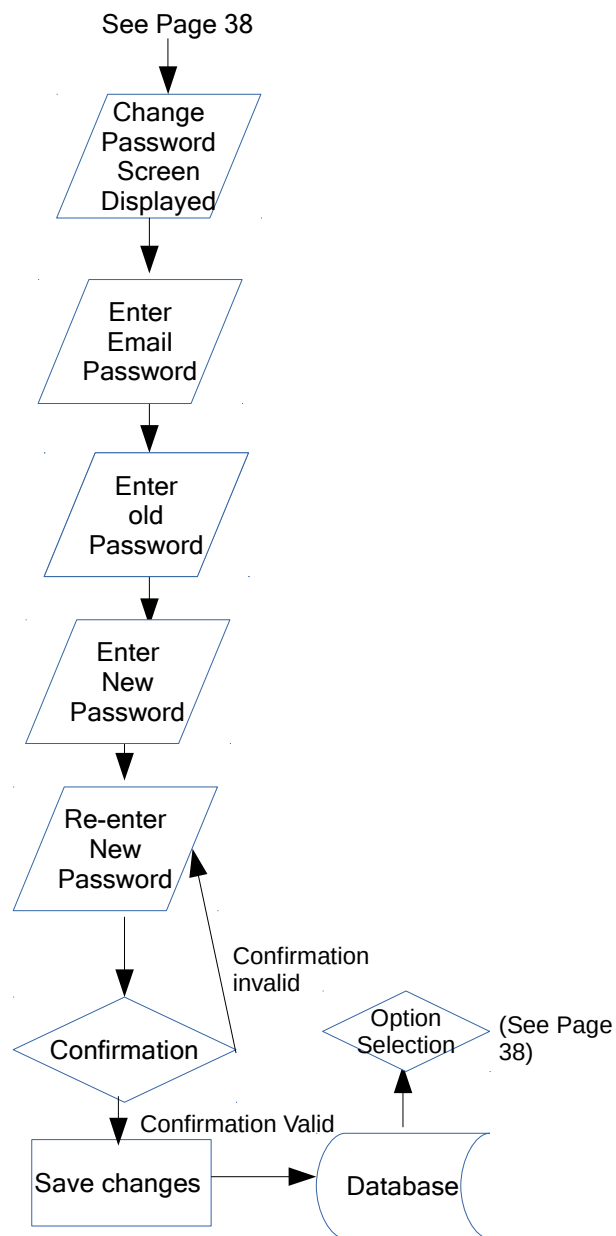 See Page 38
Change
Password
Screen
Displayed
Enter
Email
Password
Enter
old
Password
Enter
New
Password
Re-enter
New
Password
Confirmation
invalid
Confirmation
Option
Selection
(See Page
38)
Confirmation Valid
Save changes
Database